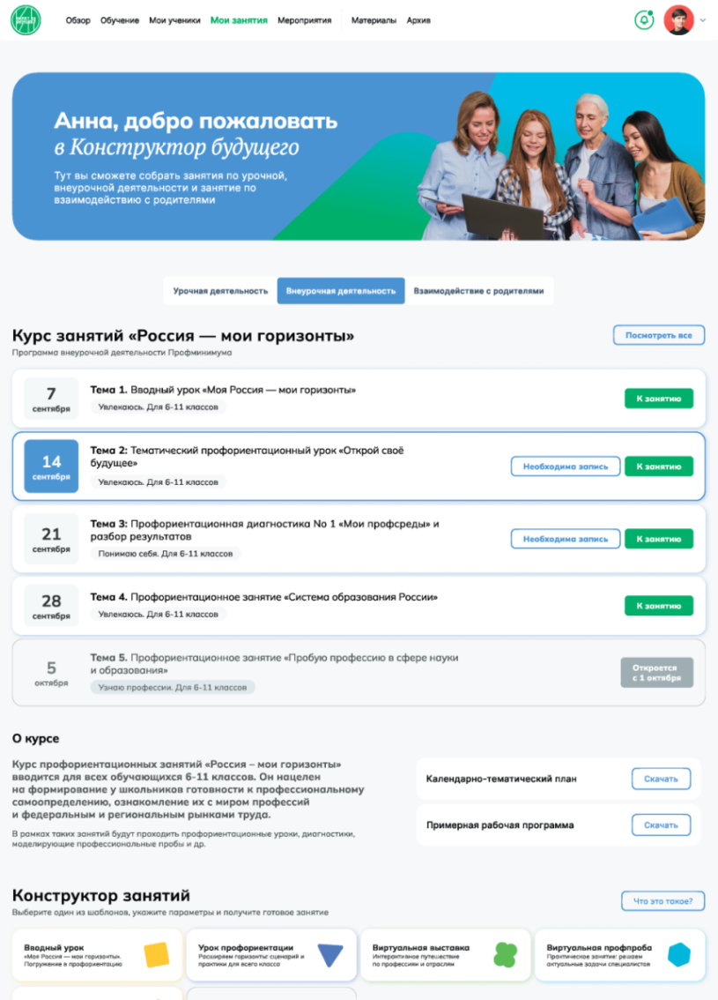 Обзор Обучение Мои ученики Мои занятия Мероприятия Материалы Архив
Анна, добро пожаловать
в Конструктор будущего
Тут вы сможете собрать занятия по урочной,
внеурочной деятельности и занятие по
взаимодействию с родителями
Урочная деятельность Внеурочная деятельность Взаимодействие с родителями
Курс занятий «Россия — мои горизонты»
Посмотреть все
Программа внеурочной деятельности Профминимума
7
сентября
Тема 1. Вводный урок «Моя Россия — мои горизонты»
Увлекаюсь. Для 6-11 классов
К занятию
14
сентября
Тема 2: Тематический профориентационный урок «Открой своё
будущее»
Увлекаюсь. Для 6-11 классов
Необходима запись
К занятию
21
сентября
Тема 3: Профориентационная диагностика No 1 «Мои профсреды» и
разбор результатов
Понимаю себя. Для 6-11 классов
Необходима запись
К занятию
28
сентября
Тема 4. Профориентационное занятие «Система образования России»
Увлекаюсь. Для 6-11 классов
К занятию
5
октября
Тема 5. Профориентационное занятие «Пробую профессию в сфере науки
и образования»
Узнаю профессии. Для 6-11 классов
Откроется
с 1 октября
О курсе
Курс профориентационных занятий «Россия – мои горизонты»
вводится для всех обучающихся 6-11 классов. Он нацелен
на формирование у школьников готовности к профессиональному
самоопределению, ознакомление их с миром профессий
и федеральным и региональным рынками труда.
В рамках таких занятий будут проходить профориентационные уроки, диагностики,
моделирующие профессиональные пробы и др.
Календарно-тематический план
Скачать
Примерная рабочая программа
Скачать
Конструктор занятий
Что это такое?
Выберите один из шаблонов, укажите параметры и получите готовое занятие
Вводный урок
«Моя Россия — мои горизонты».
Погружение в профориентацию
Урок профориентации
Расширяем горизонты: сценарий и
практики для всего класса
Виртуальная выставка
Интерактивное путешествие
по профессиям и отраслям
Виртуальная профпроба
Практическое занятие: решаем
актуальные задачи специалистов